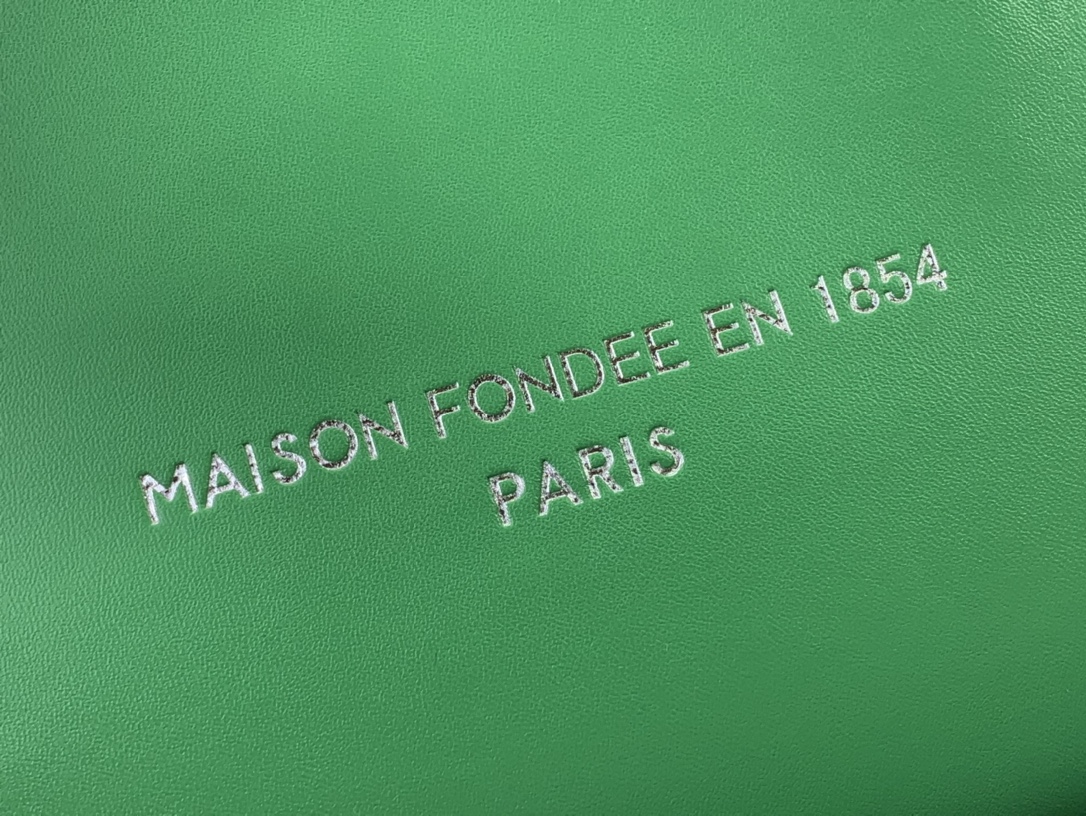 MAISON FONDEE EN 1854
PARIS